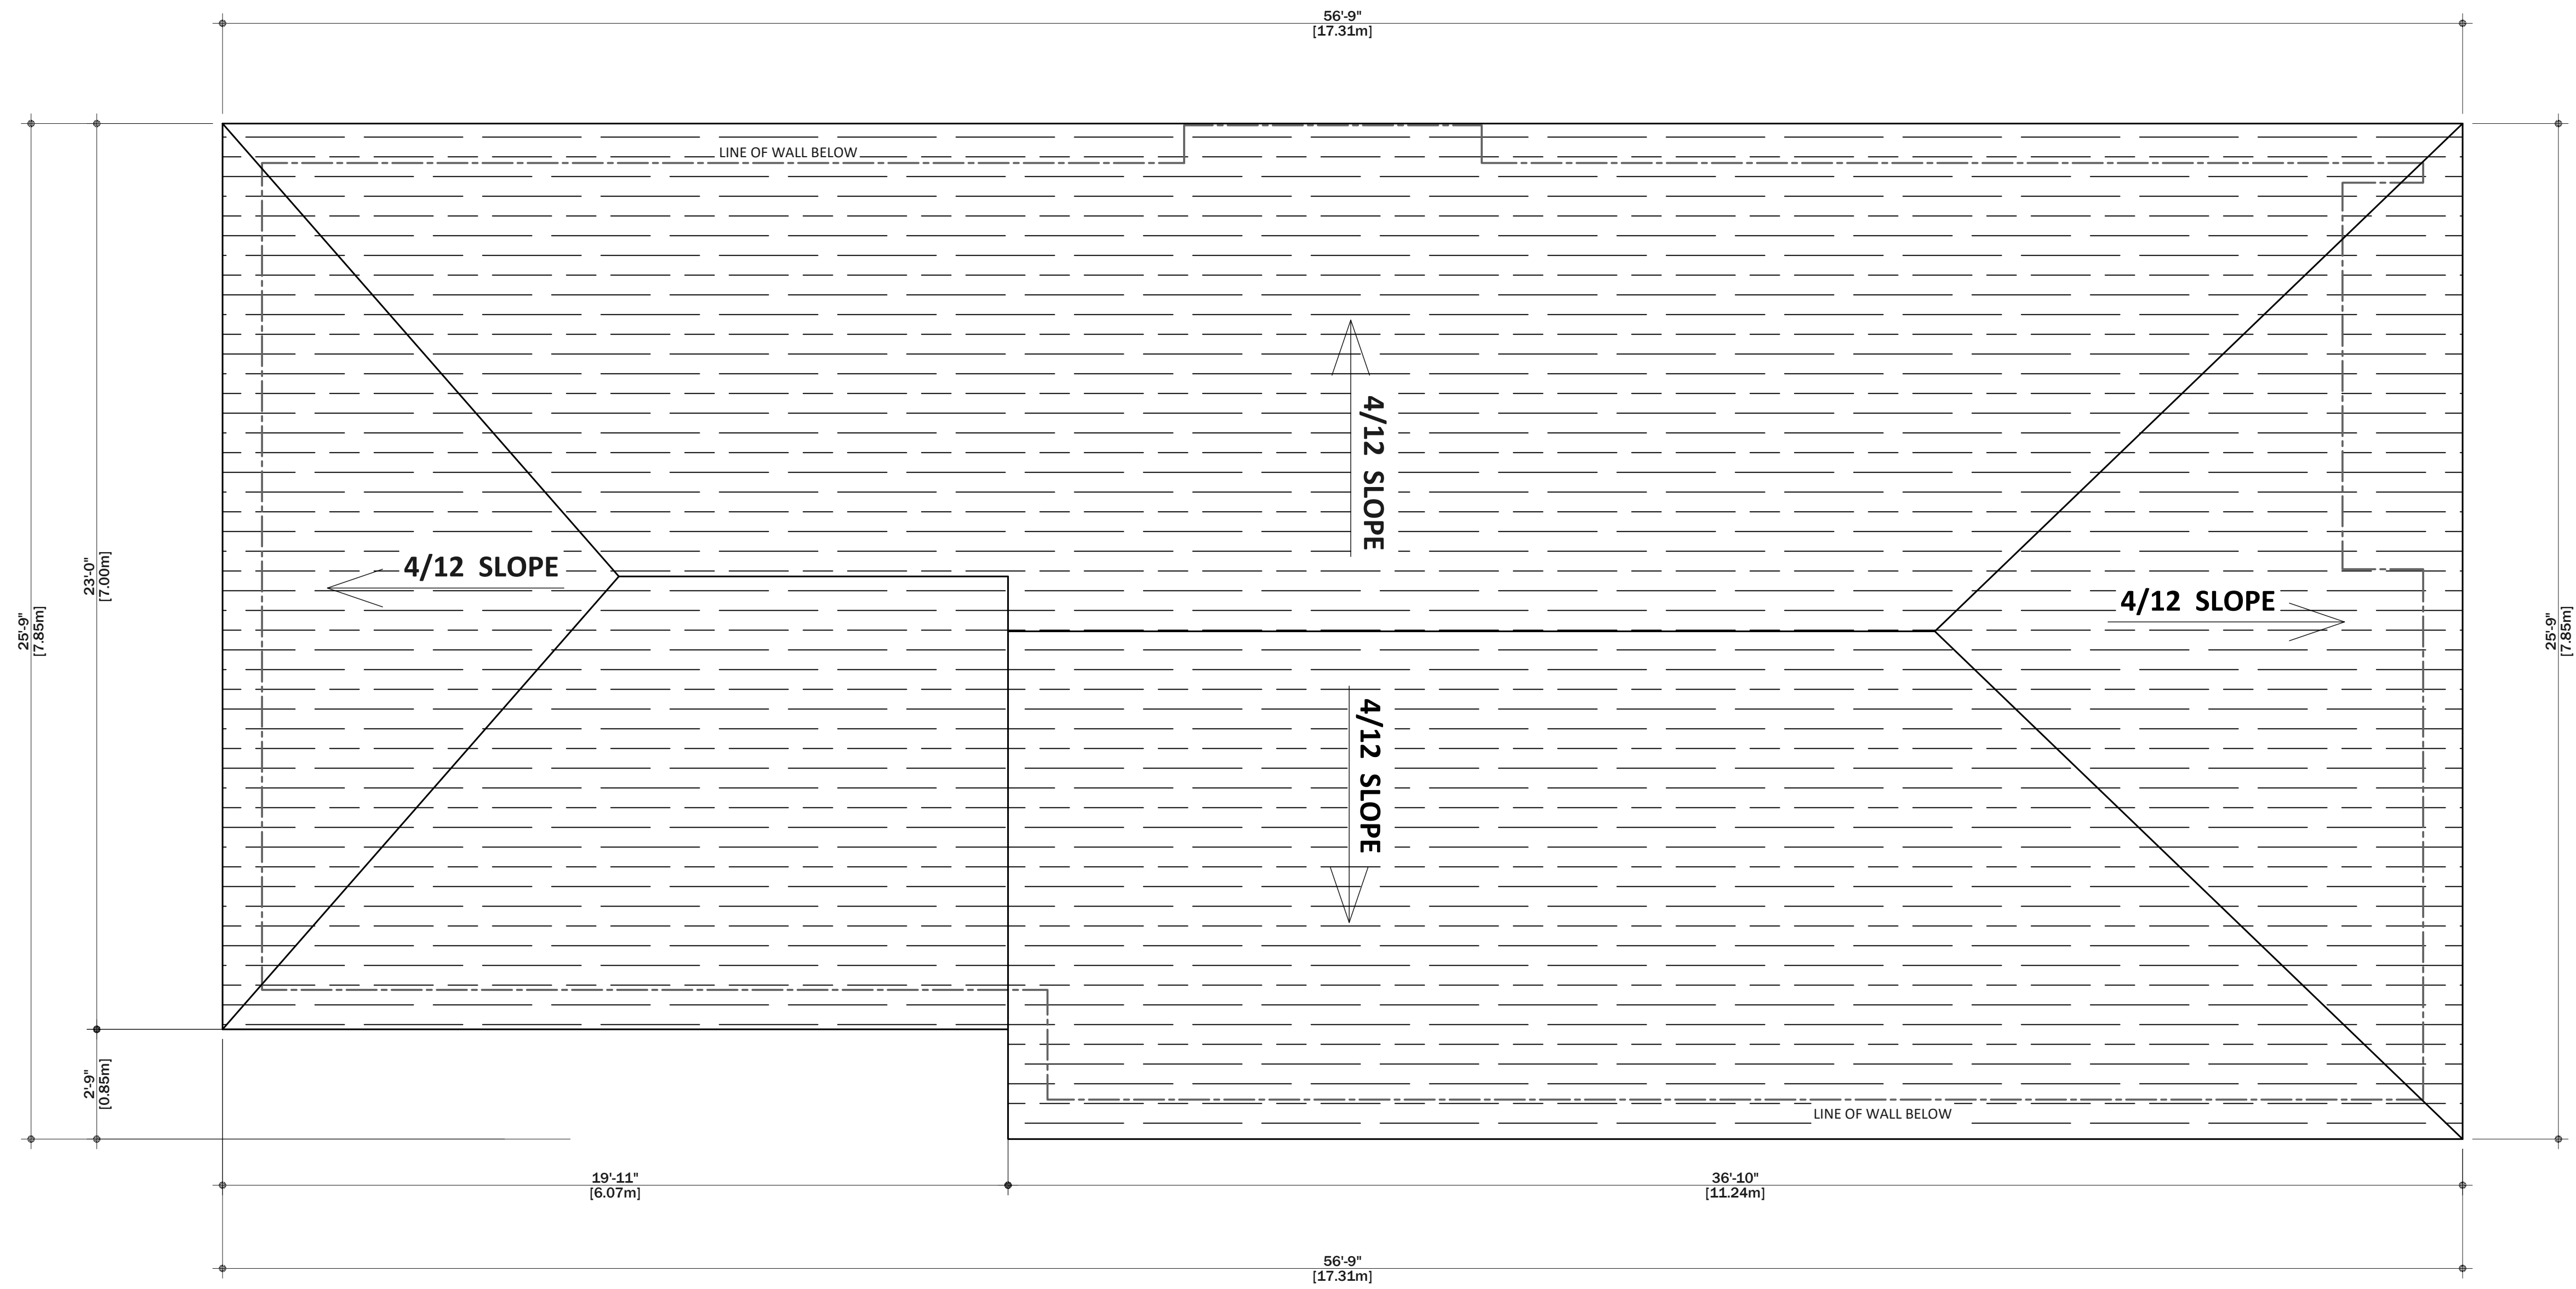 56'-9"
[17.31m]
LINE OF WALL BELOW
4/12 SLOPE
23'-0"
[7.00m]
4/12 SLOPE
4/12 SLOPE
25'-9"
[7.85m]
25'-9"
[7.85m]
4/12 SLOPE
2'-9"
[0.85m]
LINE OF WALL BELOW
19'-11"
[6.07m]
36'-10"
[11.24m]
56'-9"
[17.31m]